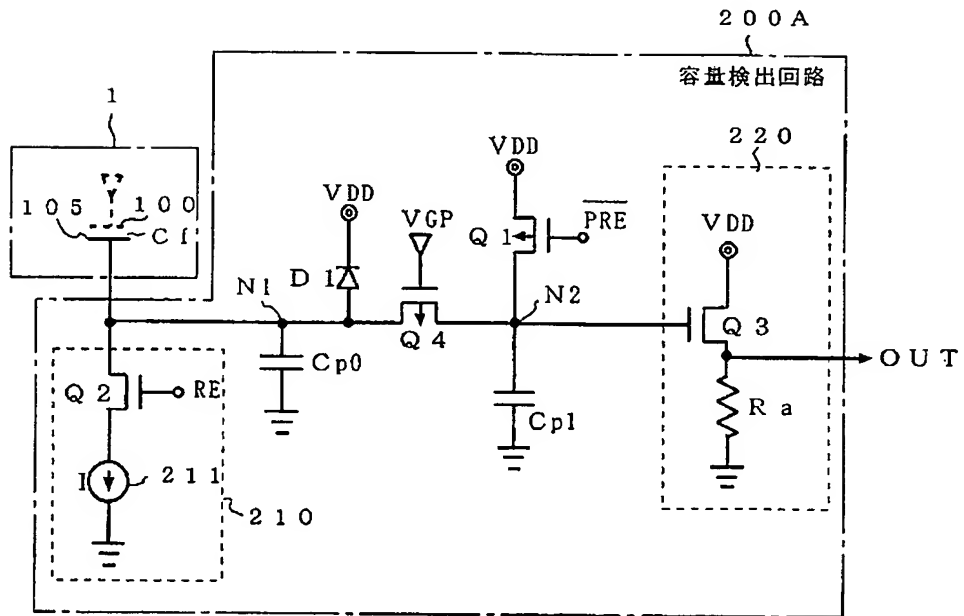 200A
容量検出回路
1
220
VDD
VDD
VGP
PRE
VDD
105
100
Cf
Q1
D1
N1
N2
Q3
Q4
OUT
Cp0
Q2
RE
Cp1
Ra
I
211
210